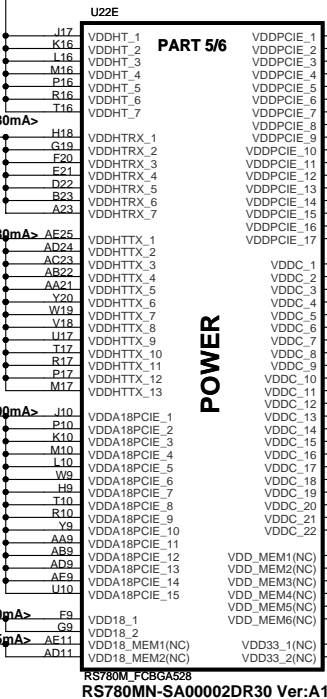 U22E
PART 5/6
J17 VDDHT_1 VDDPCIE_1
K16 VDDHT_2 VDDPCIE_2
L16 VDDHT_3 VDDPCIE_3
M16 VDDHT_4 VDDPCIE_4
P16 VDDHT_5 VDDPCIE_5
R16 VDDHT_6 VDDPCIE_6
T16 VDDHT_7 VDDPCIE_7
VDDPCIE_8
H18 VDDHTRX_1 VDDPCIE_9
G19 VDDHTRX_2 VDDPCIE_10
F20 VDDHTRX_3 VDDPCIE_11
E21 VDDHTRX_4 VDDPCIE_12
D22 VDDHTRX_5 VDDPCIE_13
B23 VDDHTRX_6 VDDPCIE_14
A23 VDDHTRX_7 VDDPCIE_15
VDDPCIE_16
0mA> AE25 VDDHTTX_1 VDDPCIE_17
AD24 VDDHTTX_2
AC23 VDDHTTX_3 VDDC_1
AB22 VDDHTTX_4 VDDC_2
AA21 VDDHTTX_5 VDDC_3
Y20 VDDHTTX_6 VDDC_4
W19 VDDHTTX_7 VDDC_5
V18 VDDHTTX_8 VDDC_6
U17 VDDHTTX_9 VDDC_7
T17 VDDHTTX_10 VDDC_8
R17 VDDHTTX_11 VDDC_9
P17 VDDHTTX_12 VDDC_10
M17 VDDHTTX_13 VDDC_11
VDDC_12
POWER
0mA> J10 VDDA18PCIE_1 VDDC_13
P10 VDDA18PCIE_2 VDDC_14
K10 VDDA18PCIE_3 VDDC_15
M10 VDDA18PCIE_4 VDDC_16
L10 VDDA18PCIE_5 VDDC_17
W9 VDDA18PCIE_6 VDDC_18
H9 VDDA18PCIE_7 VDDC_19
T10 VDDA18PCIE_8 VDDC_20
R10 VDDA18PCIE_9 VDDC_21
Y9 VDDA18PCIE_10 VDDC_22
AA9 VDDA18PCIE_11
AB9 VDDA18PCIE_12 VDD_MEM1(NC)
AD9 VDDA18PCIE_13 VDD_MEM2(NC)
AE9 VDDA18PCIE_14 VDD_MEM3(NC)
U10 VDDA18PCIE_15 VDD_MEM4(NC)
VDD_MEM5(NC)
mA> F9 VDD18_1 VDD_MEM6(NC)
G9 VDD18_2
mA> AE11 VDD18_MEM1(NC) VDD33_1(NC)
AD11 VDD18_MEM2(NC) VDD33_2(NC)
RS780M_FCBGA528
RS780MN-SA00002DR30 Ver:A1